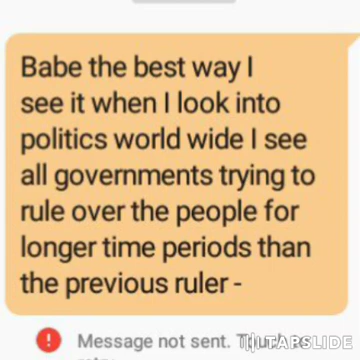 Babe the best way I
see it when I look into
politics world wide I see
all governments trying to
rule over the people for
longer time periods than
the previous ruler -
Message not sent.
TAPSLIDE